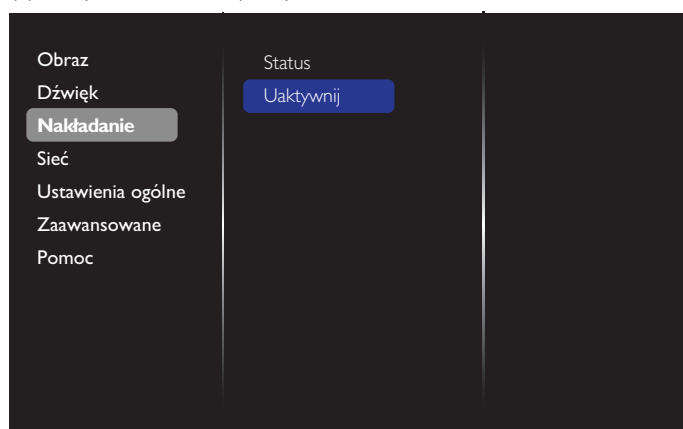 Obraz
Dźwięk
Nakładanie
Sieć
Ustawienia ogólne
Zaawansowane
Pomoc
Status
Uaktywnij